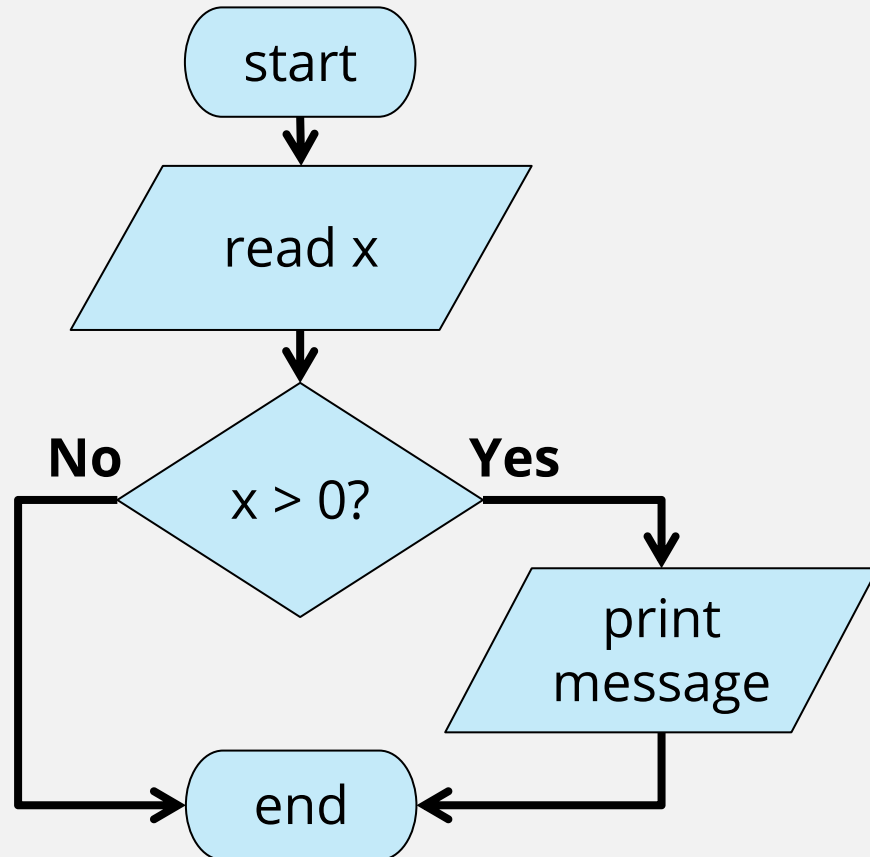 start
read x
No
Yes
x > 0?
print
message
end